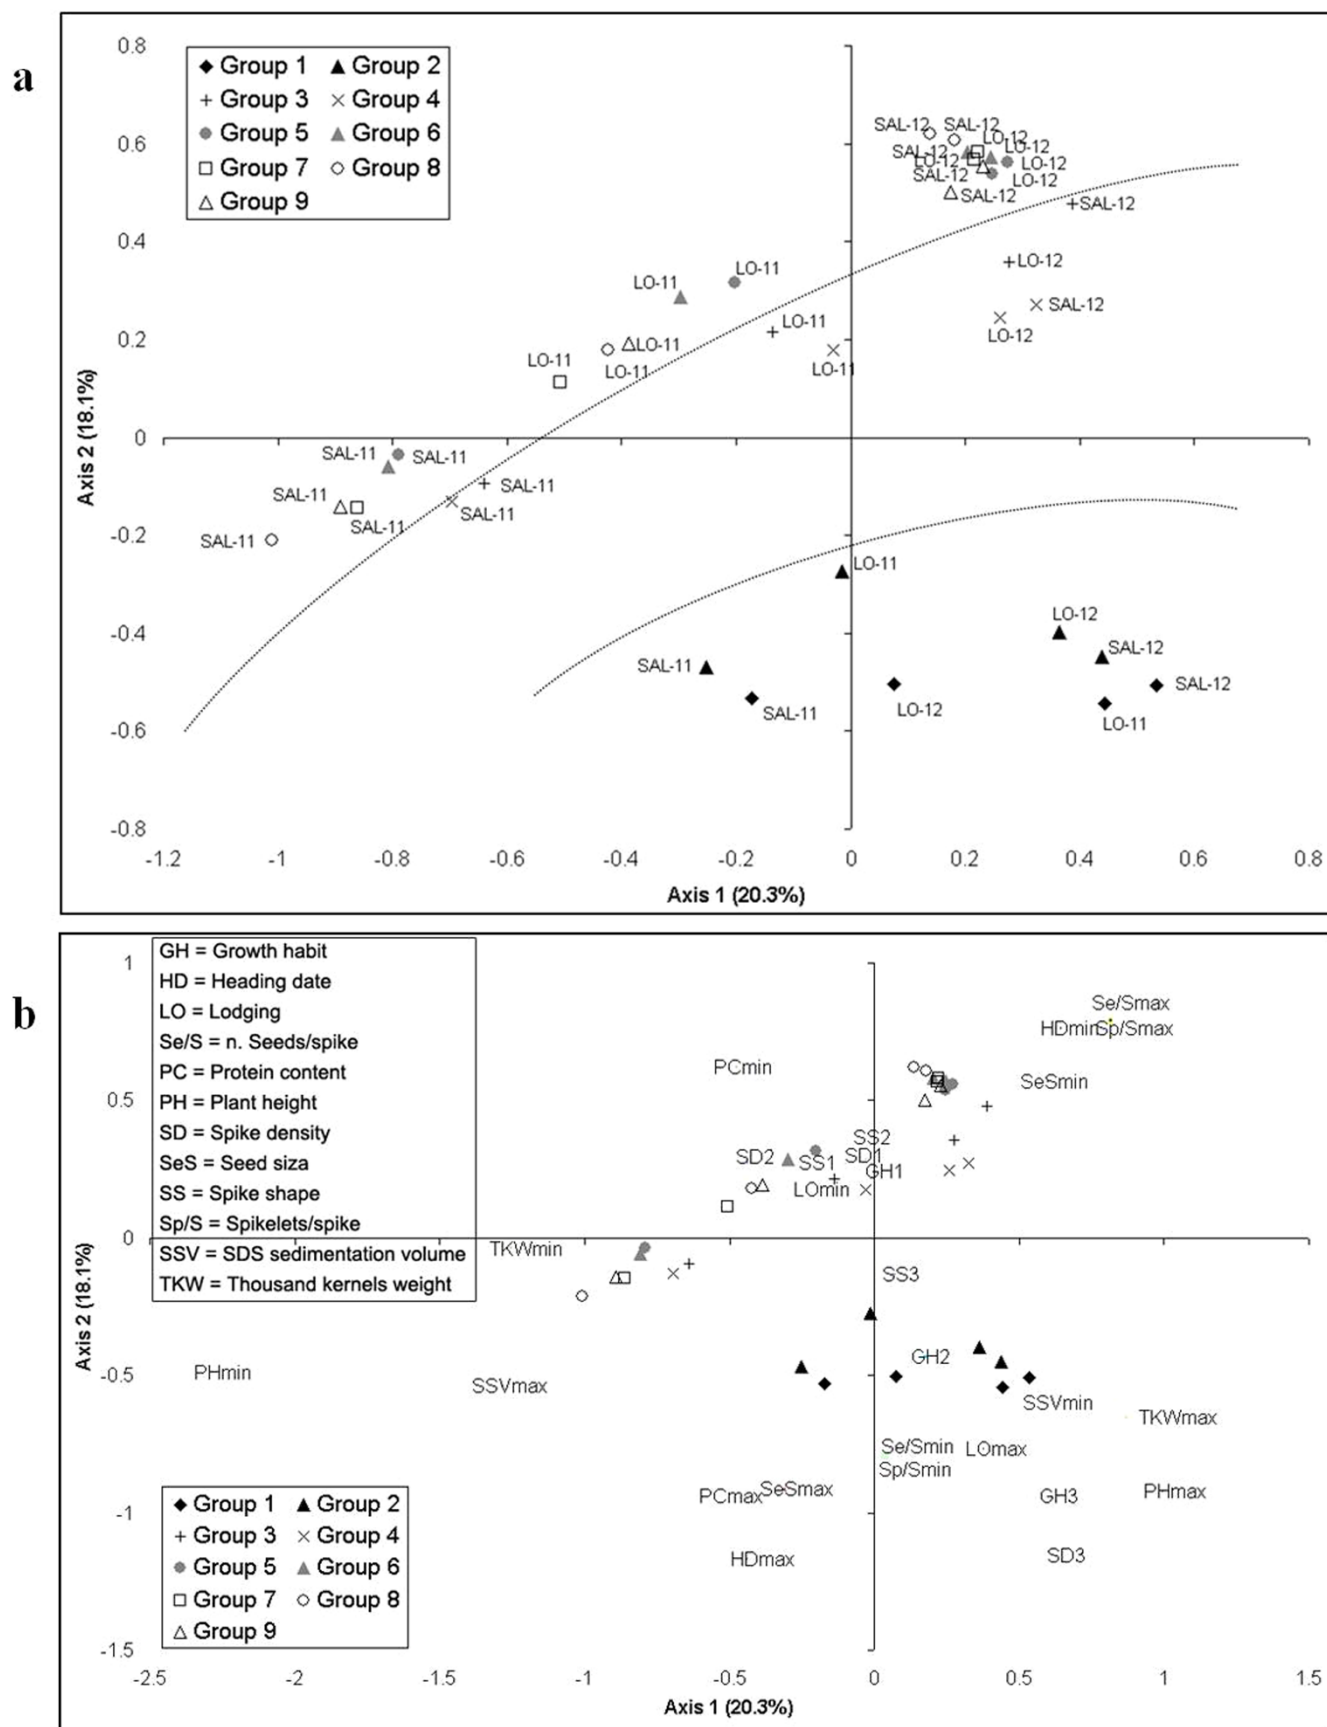 a
0.8
0.6
0.4
0.2
0
-0.2
-0.4
-0.6
-0.8
Axis 2 (18.1%)
Group 1 Group 2
Group 3 Group 4
Group 5 Group 6
Group 7 Group 8
Group 9
SAL-12 SAL-12
LO-12
SAL-12 LO-12
LO-12 LO-12
SAL-12 LO-12
SAL-12
SAL-12
LO-12
SAL-12
LO-12
LO-11
LO-11
LO-11
LO-11
LO-11
LO-11
LO-11
SAL-11
SAL-11
SAL-11
SAL-11
SAL-11
SAL-11
SAL-11
LO-11
LO-12
SAL-12
SAL-11
SAL-12
SAL-11
LO-12
LO-11
-1.2 -1 -0.8 -0.6 -0.4 -0.2 0 0.2 0.4 0.6 0.8
Axis 1 (20.3%)
b
1
0.5
0
-0.5
-1
-1.5
Axis 2 (18.1%)
GH = Growth habit
HD = Heading date
LO = Lodging
Se/S = n. Seeds/spike
PC = Protein content
PH = Plant height
SD = Spike density
SeS = Seed siza
SS = Spike shape
Sp/S = Spikelets/spike
SSV = SDS sedimentation volume
TKW = Thousand kernels weight
Se/Smax
HDmin Sp/Smax
PCmin
SeSmin
SS2
SD2 SS1 SD1
GH1
LOmin
TKWmin
SS3
GH2
PHmin
SSVmax
SSVmin
TKWmax
Se/Smin LOmax
Sp/Smin
PCmax SeSmax
GH3 PHmax
HDmax
SD3
Group 1 Group 2
Group 3 Group 4
Group 5 Group 6
Group 7 Group 8
Group 9
-2.5 -2 -1.5 -1 -0.5 0 0.5 1 1.5
Axis 1 (20.3%)